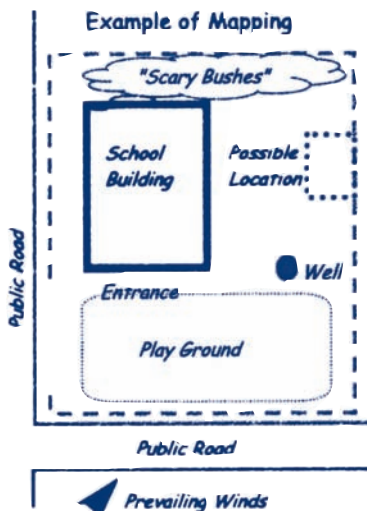 Example of Mapping
"Scary Bushes"
School
Building
Possible
Location
Public Road
Well
Entrance
Play Ground
Public Road
Prevailing Winds